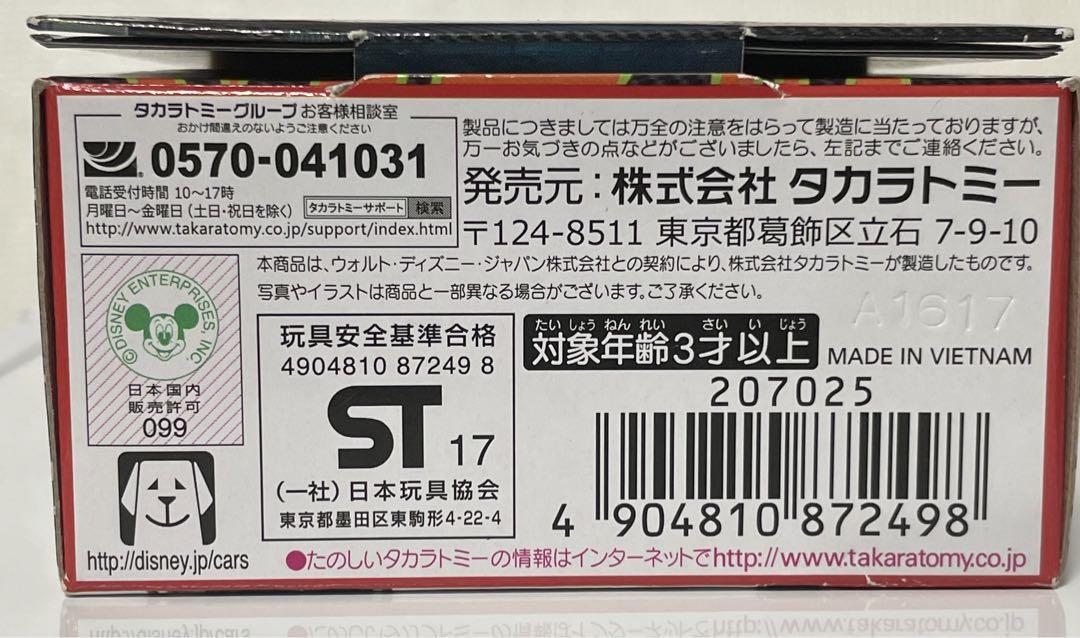 タカラトミーグループ お客様相談室
おかけ間違えのないようご注意ください
0570-041031
電話受付時間 10～17時
月曜日～金曜日（土日・祝日を除く） タカラトミーサポート 検索
http://www.takaratomy.co.jp/support/index.html
製品につきましては万全の注意をはらって製造に当たっておりますが、
万一お気づきの点などがございましたら、左記までご連絡ください。
発売元：株式会社 タカラトミー
〒124-8511 東京都葛飾区立石 7-9-10
本商品は、ウォルト・ディズニー・ジャパン株式会社との契約により、株式会社タカラトミーが製造したものです。
写真やイラストは商品と一部異なる場合がございます。ご了承ください。
©DISNEY ENTERPRISES, INC
日本国内
販売許可
099
玩具安全基準合格
4904810 87249 8
ST 17
（一社）日本玩具協会
東京都墨田区東駒形4-22-4
たいしょうねんれい さいいじょう
対象年齢3才以上
A1617
MADE IN VIETNAM
207025
4 904810 872498
http://disney.jp/cars
●たのしいタカラトミーの情報はインターネットでhttp://www.takaratomy.co.jp